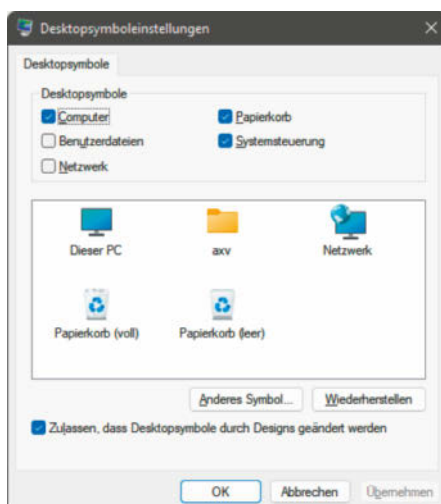 Desktopsymboleinstellungen
Desktopsymbole
Desktopsymbole
Computer
Papierkorb
Benutzerdateien
Systemsteuerung
Netzwerk
Dieser PC
axv
Netzwerk
Papierkorb (voll)
Papierkorb (leer)
Anderes Symbol...
Wiederherstellen
Zulassen, dass Desktopsymbole durch Designs geändert werden
OK
Abbrechen
Übernehmen